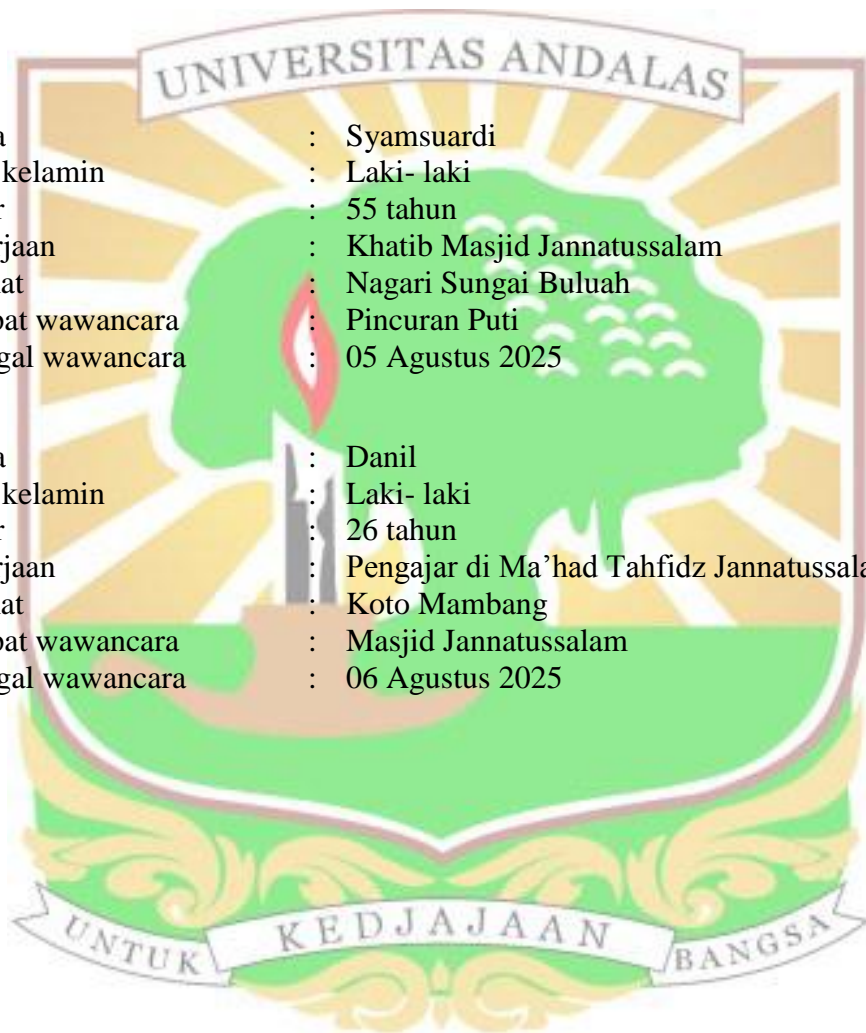 UNIVERSITAS ANDALAS
a : Syamsuardi
kelamin : Laki- laki
r : 55 tahun
rjaan : Khatib Masjid Jannatussalam
at : Nagari Sungai Buluah
pat wawancara : Pincuran Puti
gal wawancara : 05 Agustus 2025
a : Danil
kelamin : Laki- laki
r : 26 tahun
rjaan : Pengajar di Ma’had Tahfidz Jannatussala
at : Koto Mambang
pat wawancara : Masjid Jannatussalam
gal wawancara : 06 Agustus 2025
UNTUK KEDJAJAAN BANGSA